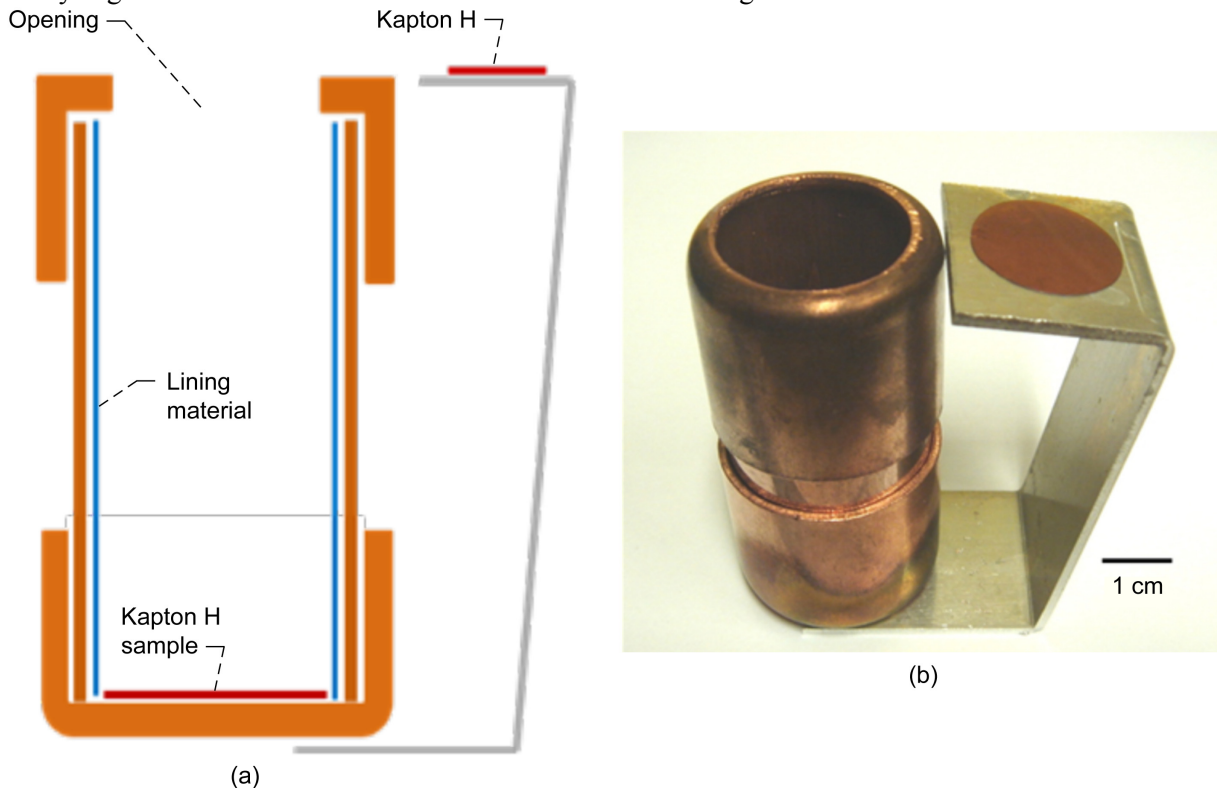 Opening
Kapton H
Lining
material
Kapton H
sample
1 cm
(a)
(b)